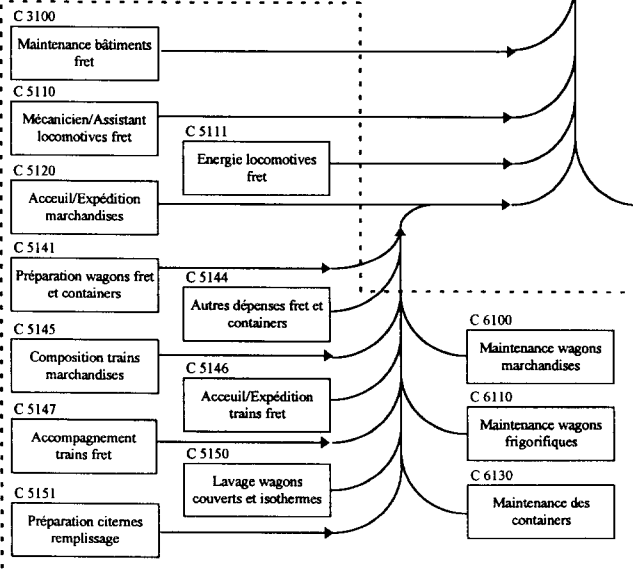 C 3100
Maintenance bâtiments
fret
C 5110
Mécanicien/Assistant
locomotives fret
C 5111
Energie locomotives
fret
C 5120
Acceuil/Expédition
marchandises
C 5141
Préparation wagons fret
et containers
C 5144
Autres dépenses fret et
containers
C 5145
Composition trains
marchandises
C 5146
Acceuil/Expédition
trains fret
C 5147
Accompagnement
trains fret
C 5150
Lavage wagons
couverts et isothermes
C 5151
Préparation citernes
remplissage
C 6100
Maintenance wagons
marchandises
C 6110
Maintenance wagons
frigorifiques
C 6130
Maintenance des
containers